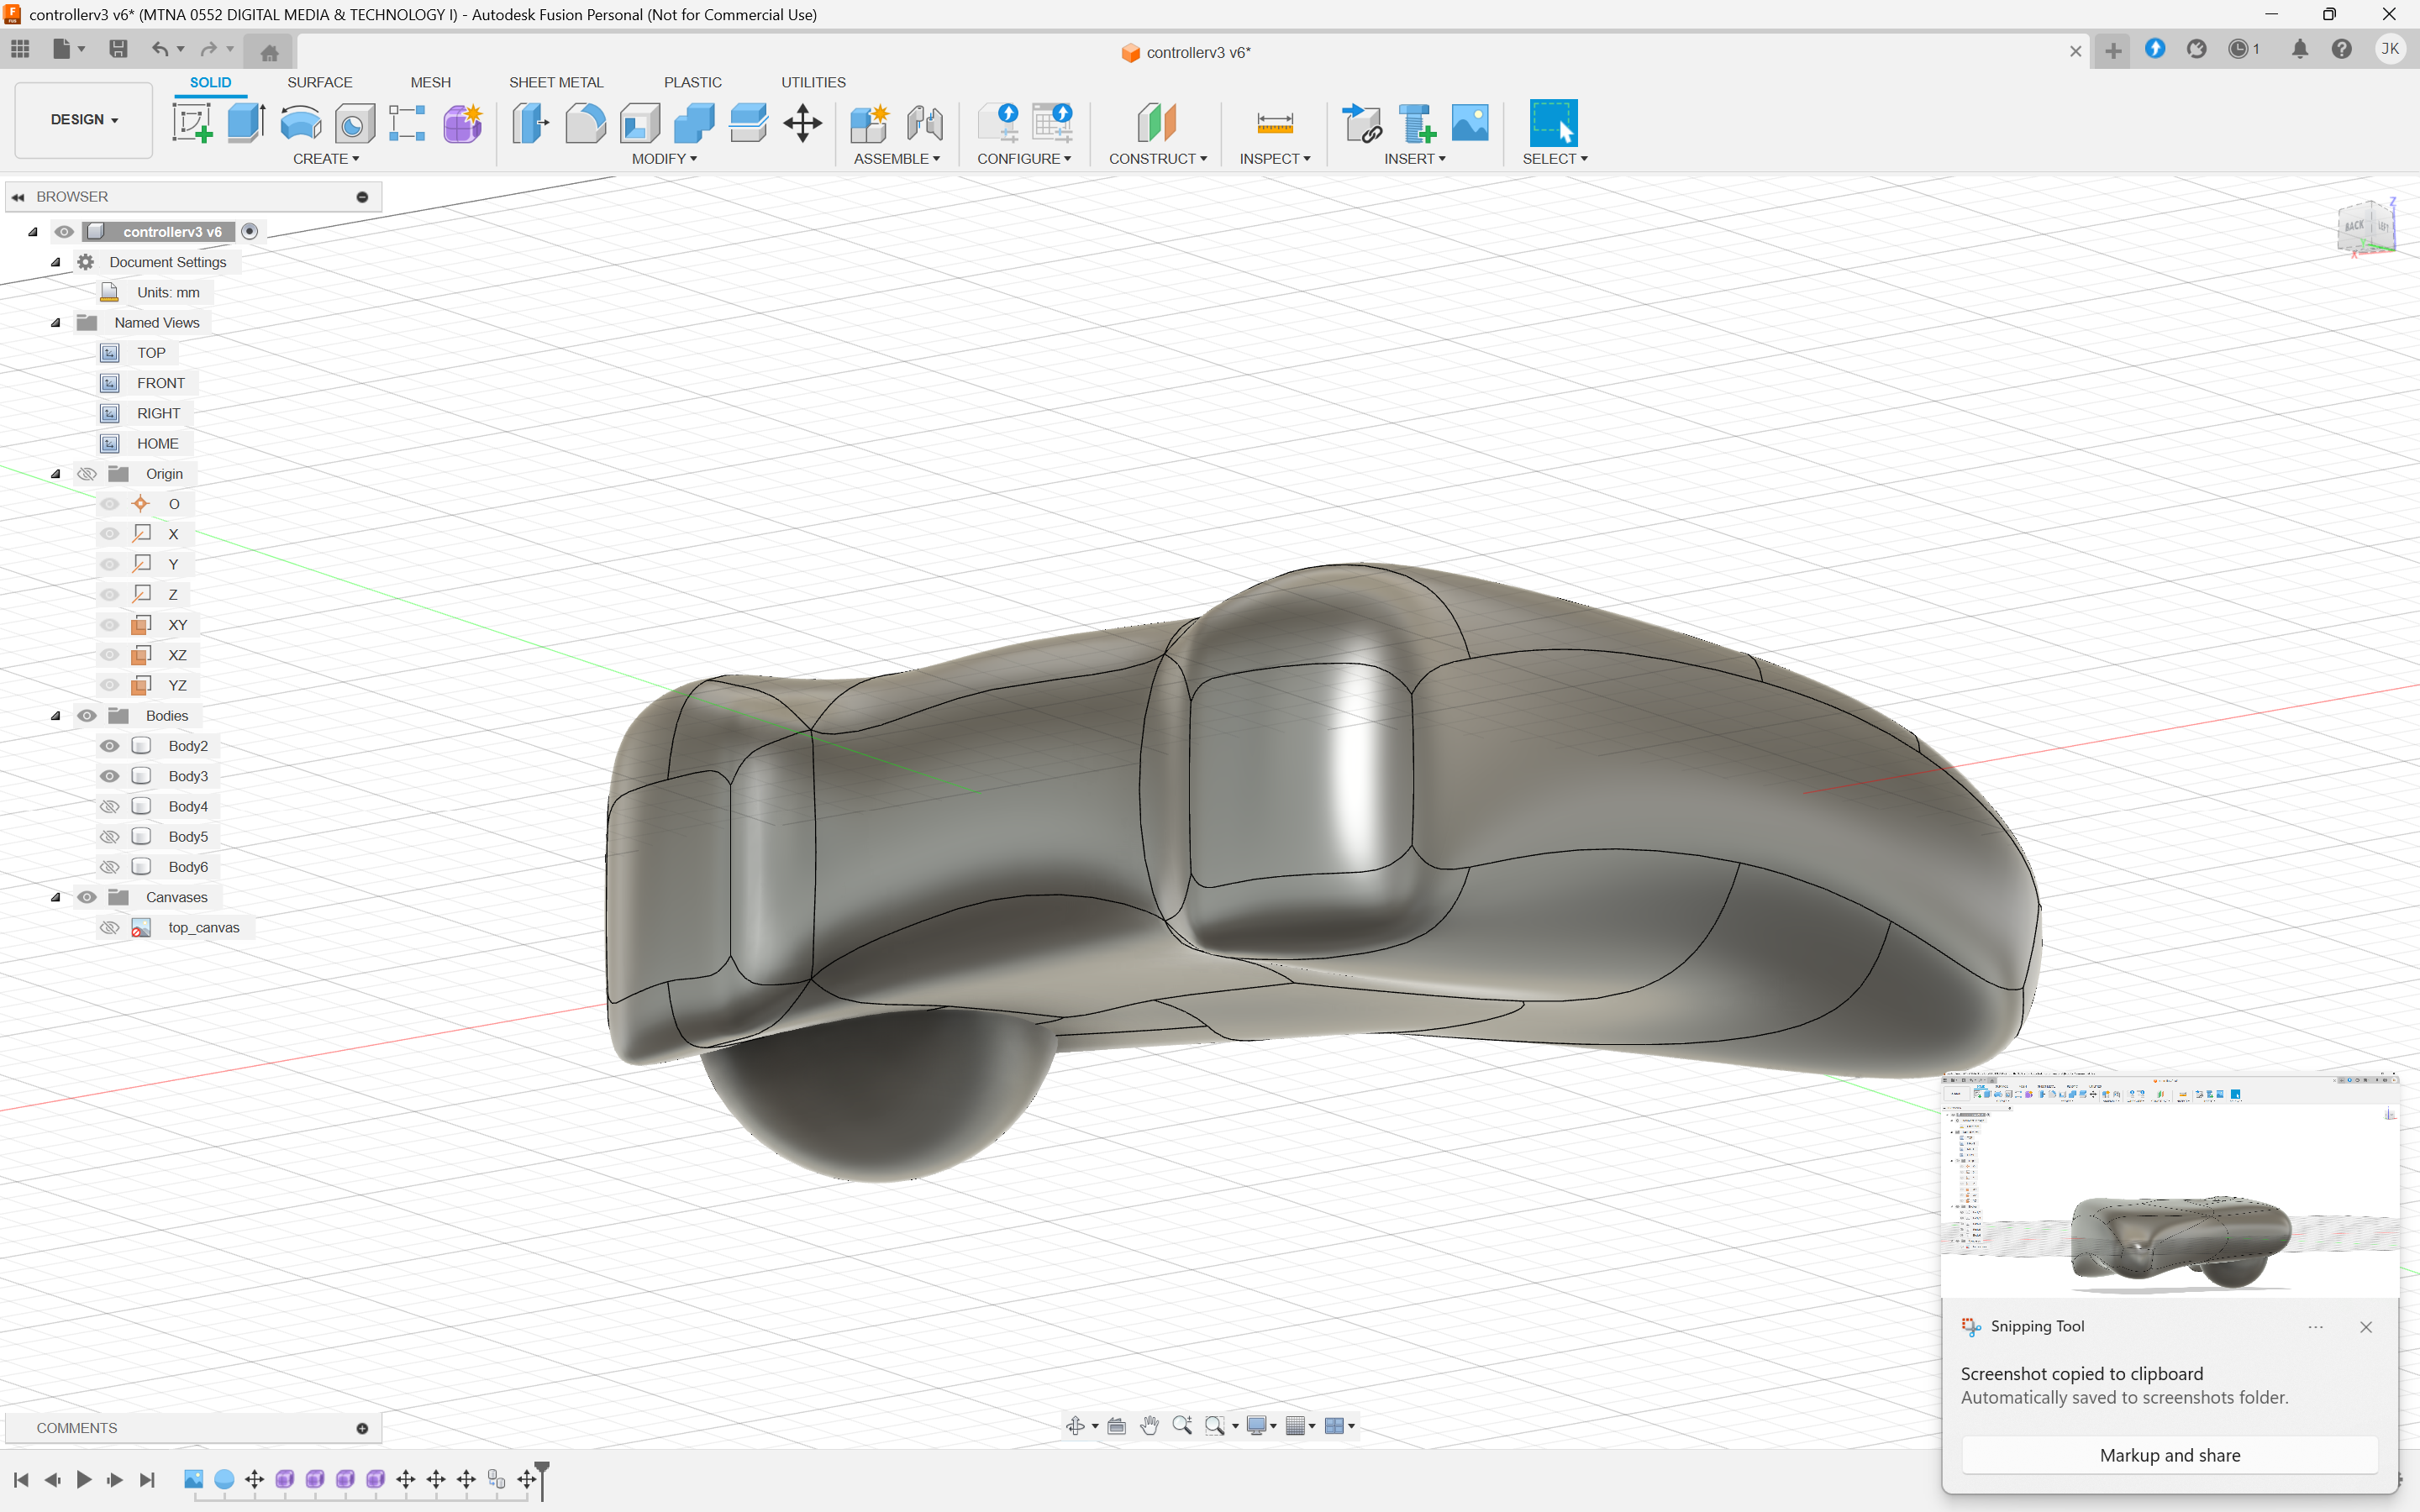 controllerv3 v6* (MTNA 0552 DIGITAL MEDIA & TECHNOLOGY I) - Autodesk Fusion Personal (Not for Commercial Use)
controllerv3 v6*
1
JK
SOLID SURFACE MESH SHEET METAL PLASTIC UTILITIES
DESIGN
CREATE MODIFY ASSEMBLE CONFIGURE CONSTRUCT INSPECT INSERT SELECT
BROWSER
controllerv3 v6
Document Settings
Units: mm
Named Views
TOP
FRONT
RIGHT
HOME
Origin
O
X
Y
Z
XY
XZ
YZ
Bodies
Body2
Body3
Body4
Body5
Body6
Canvases
top_canvas
Z
BACK
X
Snipping Tool
Screenshot copied to clipboard
Automatically saved to screenshots folder.
Markup and share
COMMENTS